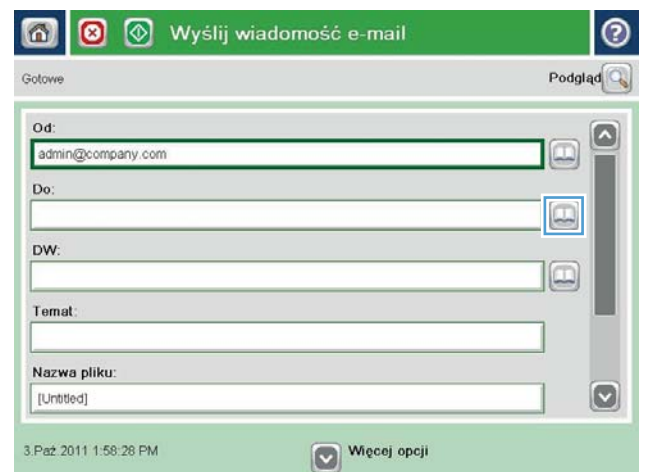 Wyślij wiadomość e-mail
Gotowe
Podgląd
Od:
admin@company.com
Do:
DW:
Temat:
Nazwa pliku:
[Untitled]
3.Paź 2011 1:58:28 PM
Więcej opcji